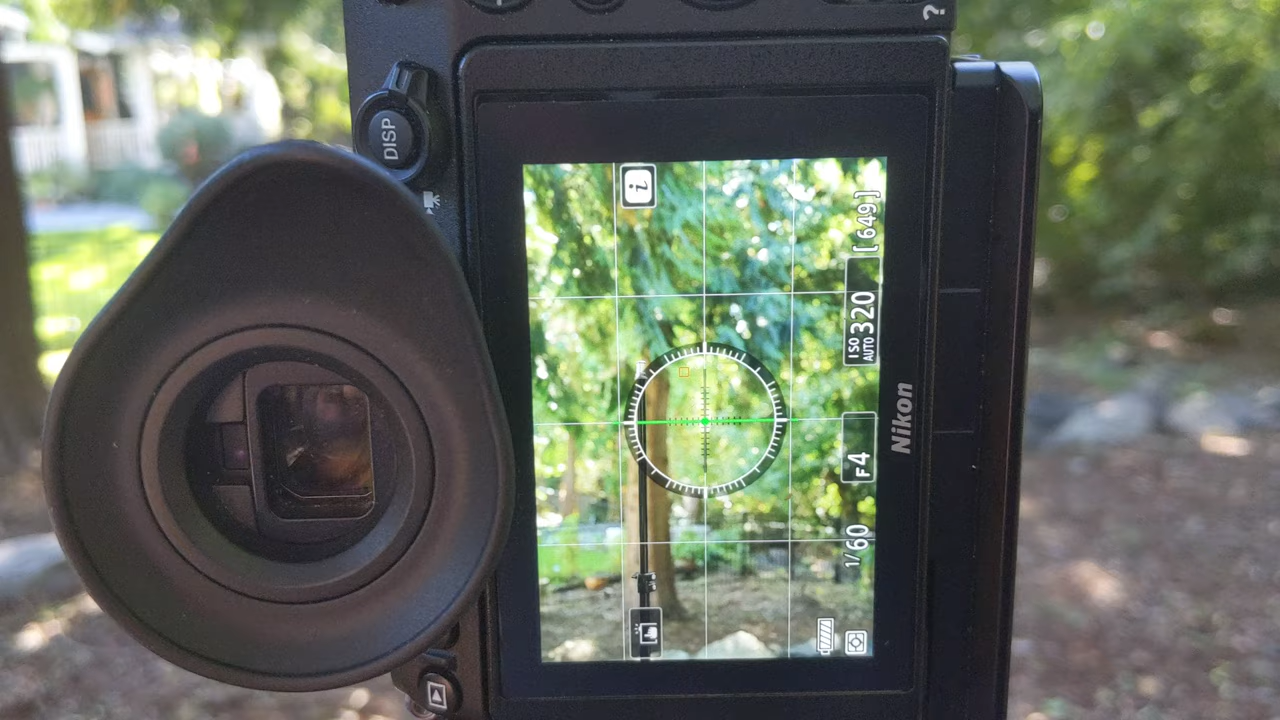 ?
DISP
i
[649]
ISO
AUTO
320
Nikon
F4
1/60